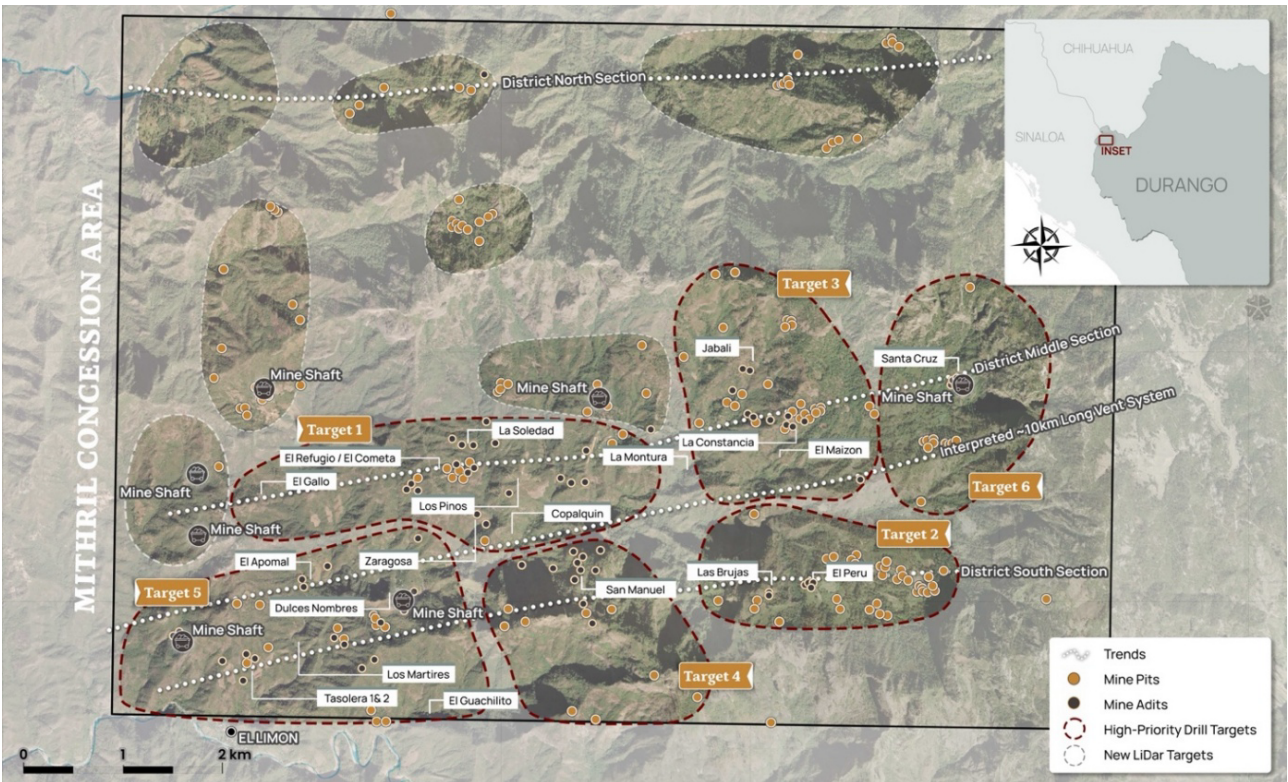 District North Section
CHIHUAHUA
SINALOA
INSET
DURANGO
MITHRIL CONCESSION AREA
Target 3
Jabali
Santa Cruz
District Middle Section
Mine Shaft
Mine Shaft
Mine Shaft
Interpreted ~10km Long Vent System
Target 1
La Soledad
La Constancia
El Maizon
El Refugio / El Cometa
La Montura
El Gallo
Target 6
Mine Shaft
Los Pinos
Copalquin
Mine Shaft
Target 2
El Apomal
Zaragosa
Las Brujas
El Peru
District South Section
Target 5
San Manuel
Dulces Nombres
Mine Shaft
Mine Shaft
Los Martires
Target 4
Tasolera 1& 2
El Guachilito
EL LIMON
0 1 2 km
Trends
Mine Pits
Mine Adits
High-Priority Drill Targets
New LiDar Targets